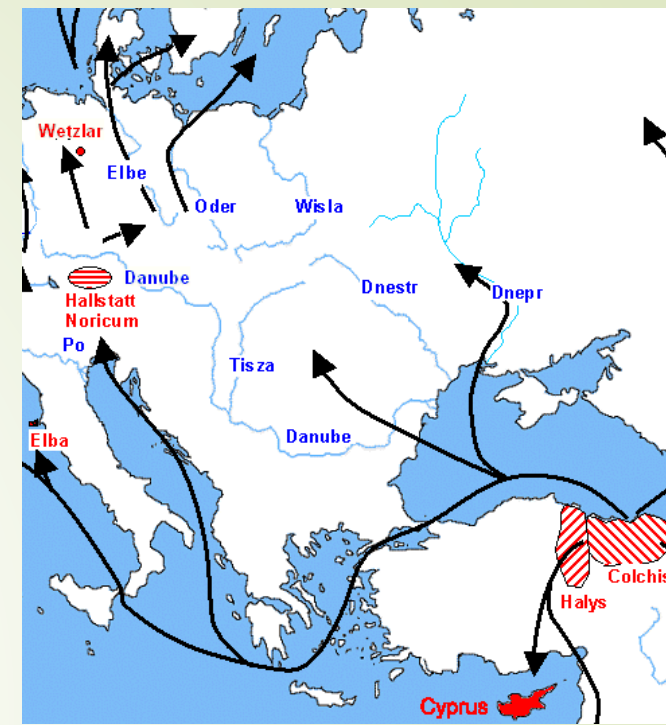 Wetzlar
Elbe
Oder
Wisla
Danube
Hallstatt
Noricum
Dnestr
Dnepr
Po
Tisza
Danube
Elba
Colchis
Halys
Cyprus